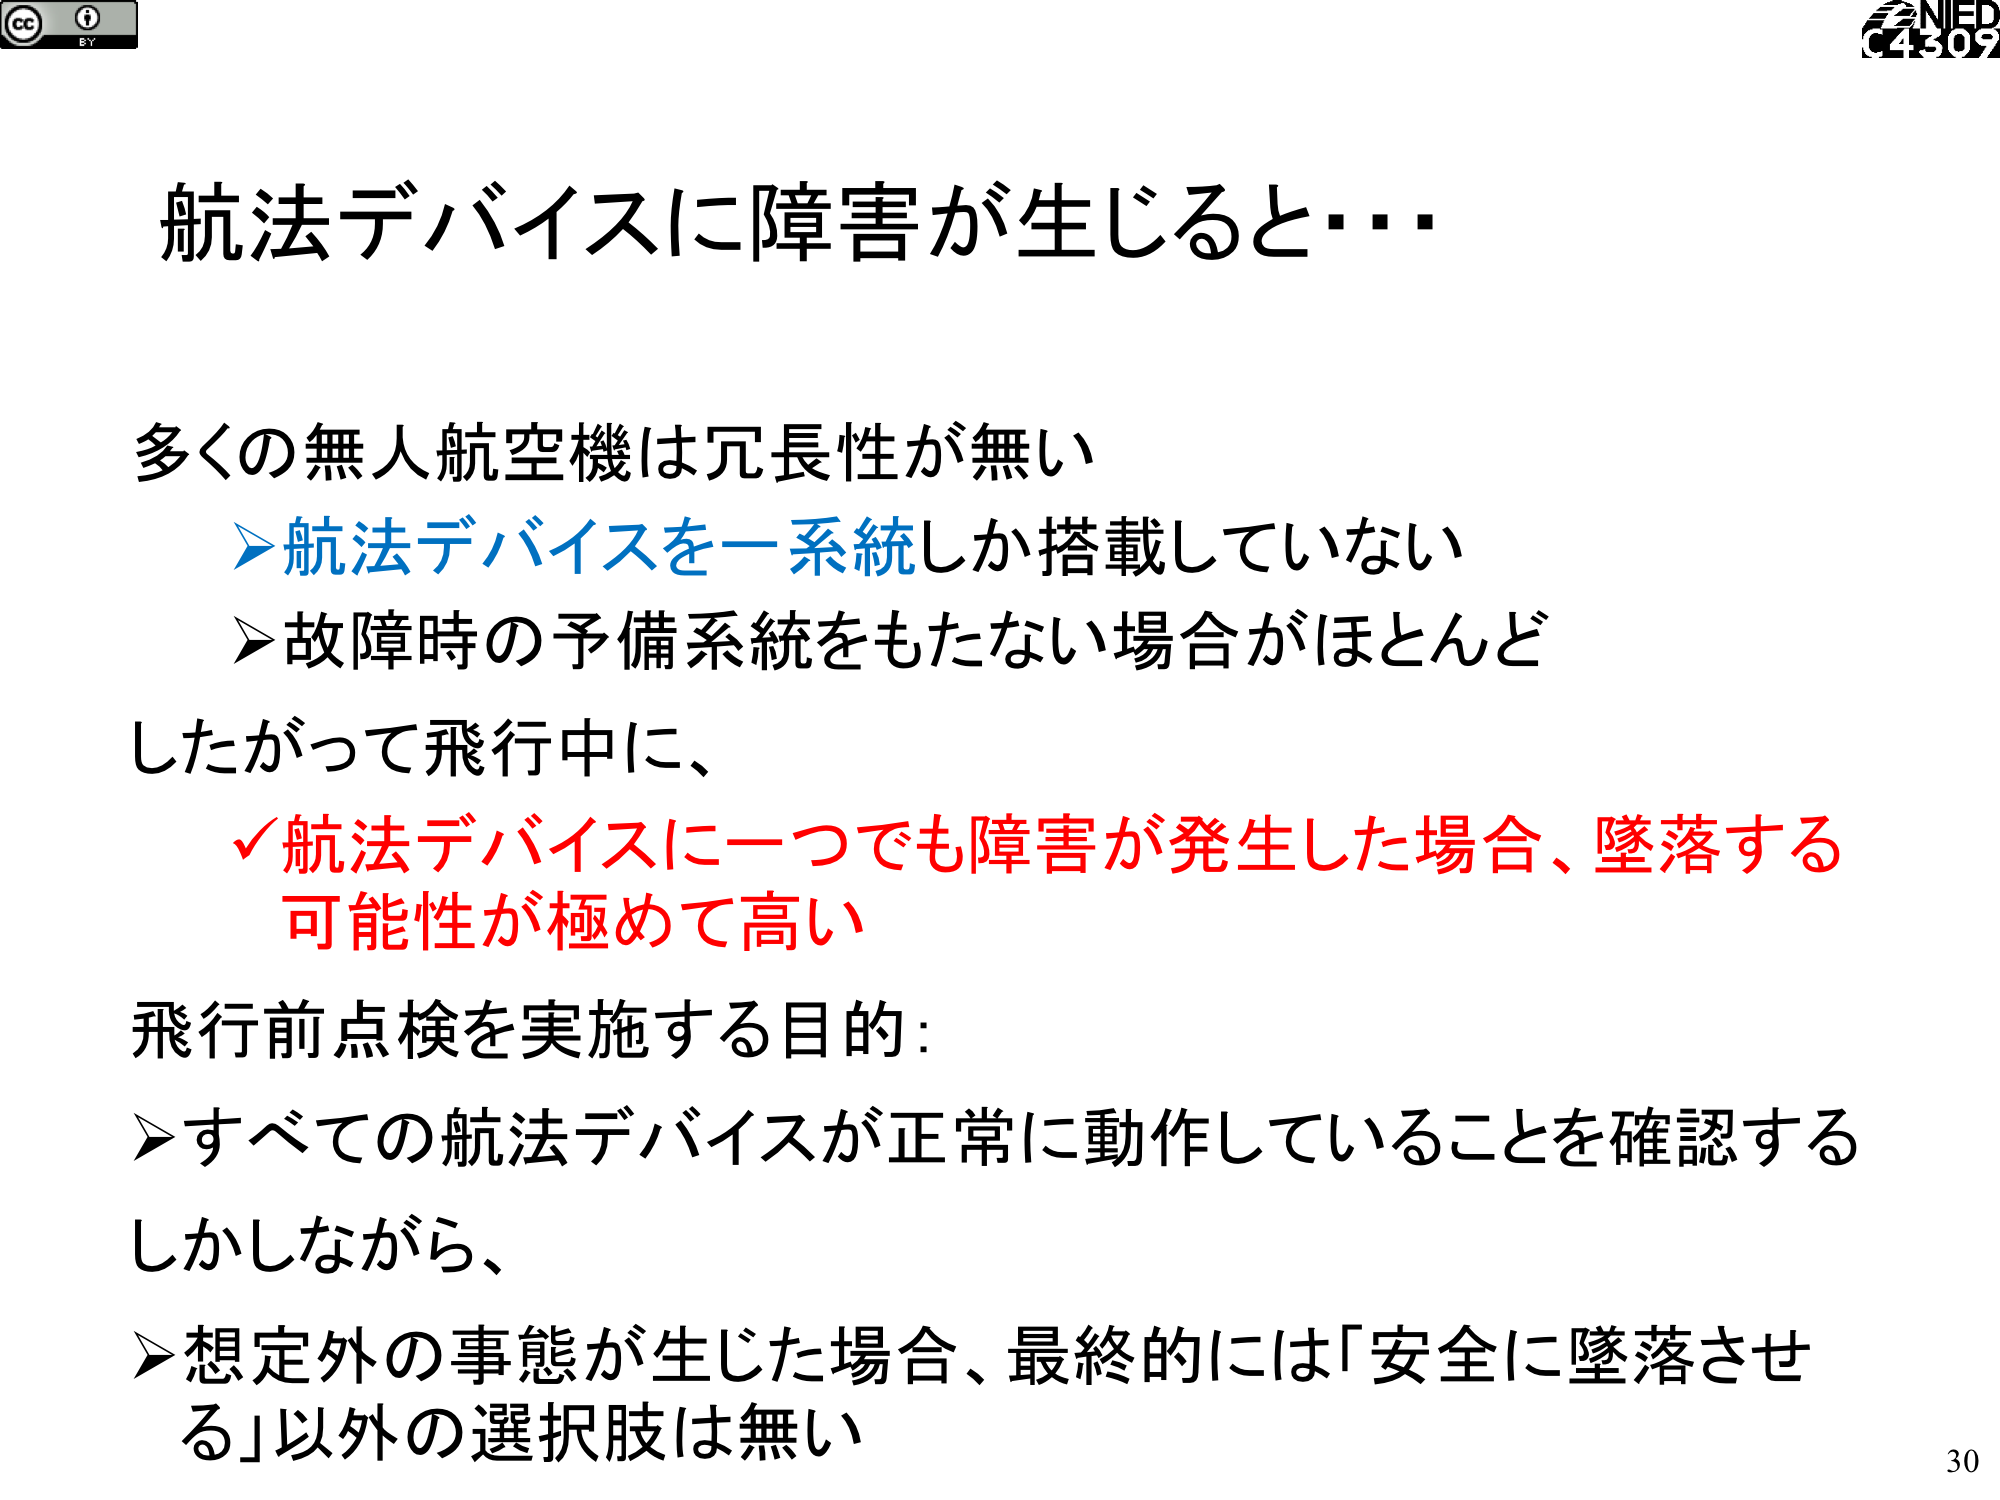 cc BY
NIED
C4309
航法デバイスに障害が生じると・・・
多くの無人航空機は冗長性が無い
➢航法デバイスを一系統しか搭載していない
➢故障時の予備系統をもたない場合がほとんど
したがって飛行中に、
✓航法デバイスに一つでも障害が発生した場合、墜落する
可能性が極めて高い
飛行前点検を実施する目的：
➢すべての航法デバイスが正常に動作していることを確認する
しかしながら、
➢想定外の事態が生じた場合、最終的には「安全に墜落させ
る」以外の選択肢は無い
30